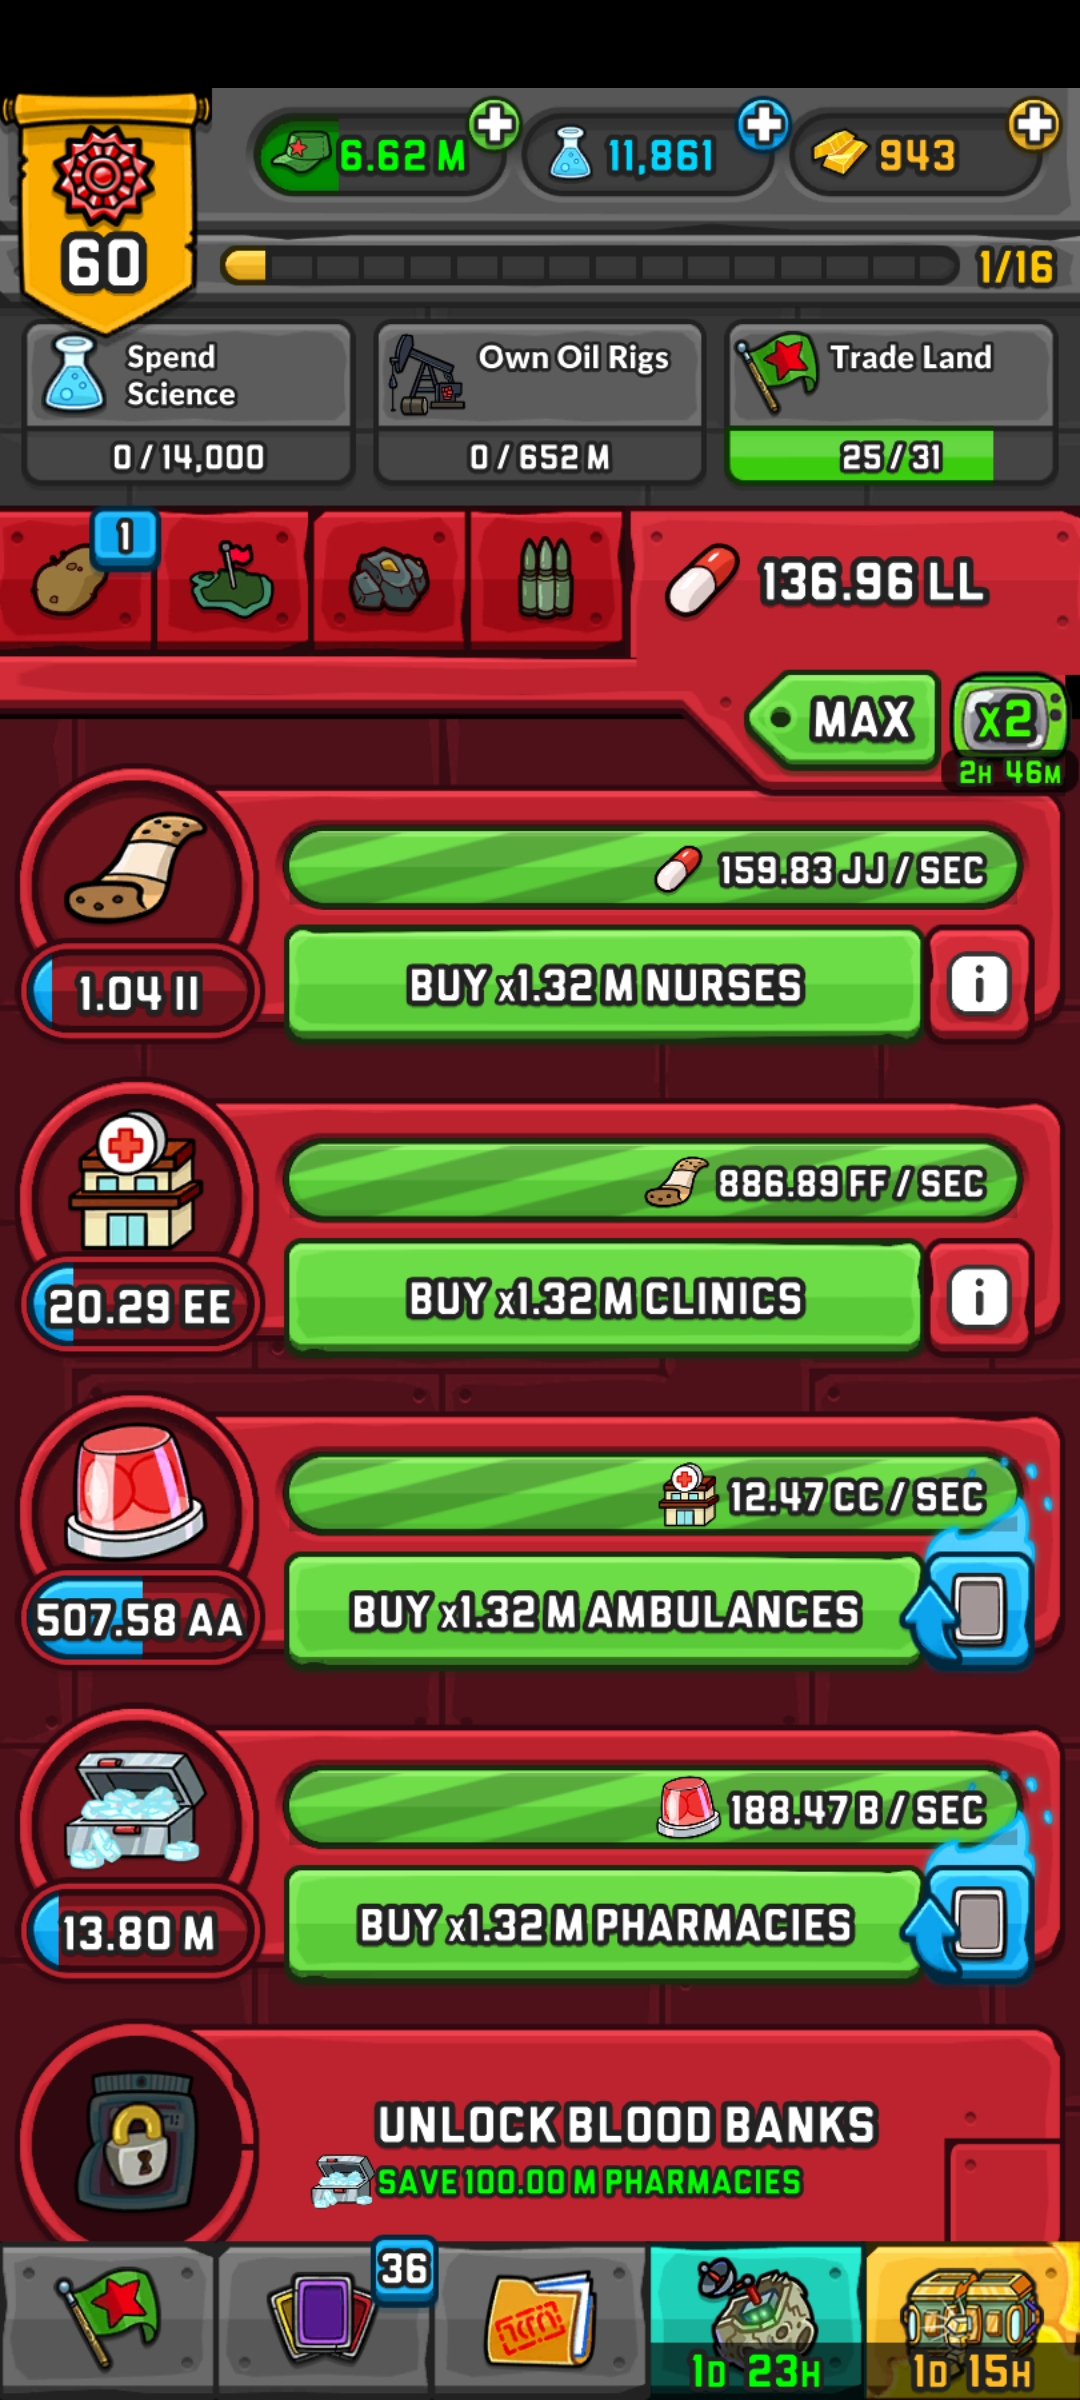 6.62 M
11,861
943
60
1/16
Spend
Science
0/14,000
Own Oil Rigs
0/652 M
Trade Land
25/31
1
136.96 LL
MAX
x2
2H 46M
159.83 JJ / SEC
1.04 II
BUY x1.32 M NURSES
i
886.89 FF / SEC
20.29 EE
BUY x1.32 M CLINICS
i
12.47 CC / SEC
507.58 AA
BUY x1.32 M AMBULANCES
188.47 B / SEC
13.80 M
BUY x1.32 M PHARMACIES
UNLOCK BLOOD BANKS
SAVE 100.00 M PHARMACIES
36
1D 23H
1D 15H